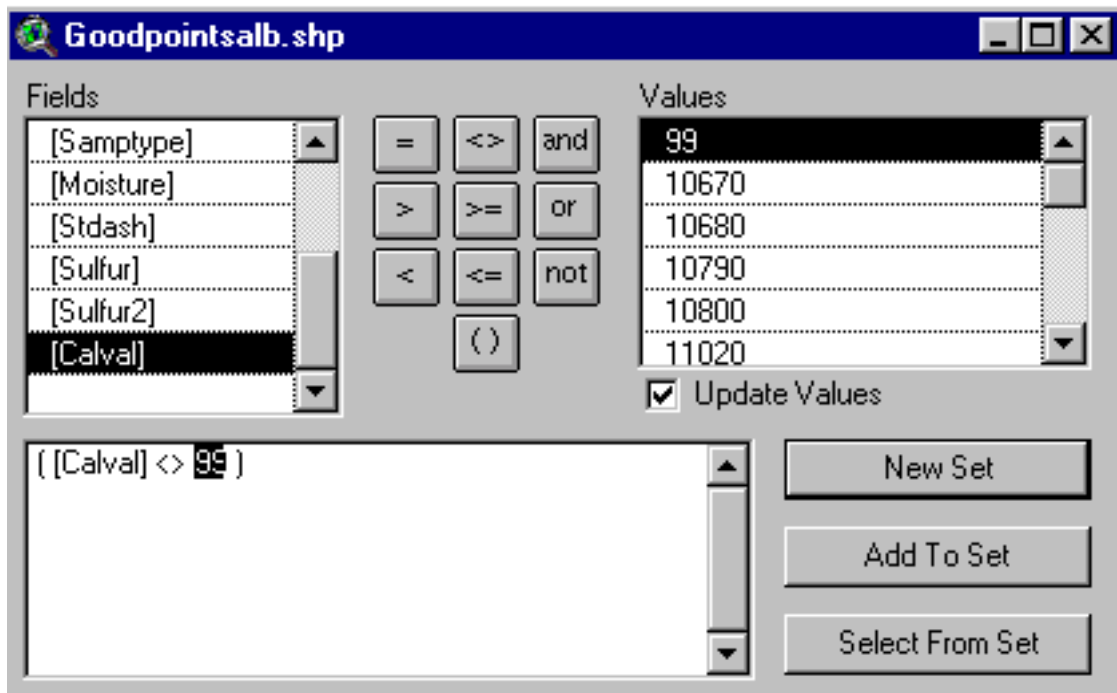 Goodpointsalb.shp
Fields
[Samptype]
[Moisture]
[Stdash]
[Sulfur]
[Sulfur2]
[Calval]
= <> and
> >= or
< <= not
( )
Values
99
10670
10680
10790
10800
11020
Update Values
( [Calval] <> 99 )
New Set
Add To Set
Select From Set